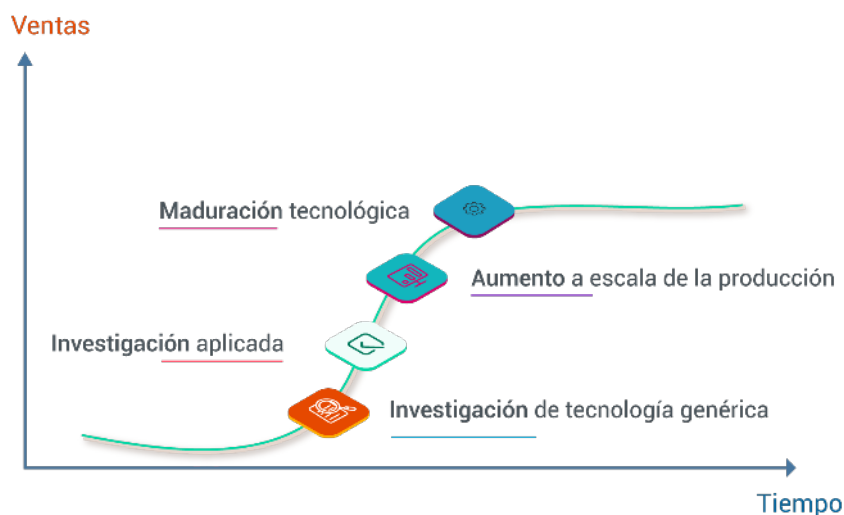 Ventas
Maduración tecnológica
Aumento a escala de la producción
Investigación aplicada
Investigación de tecnología genérica
Tiempo